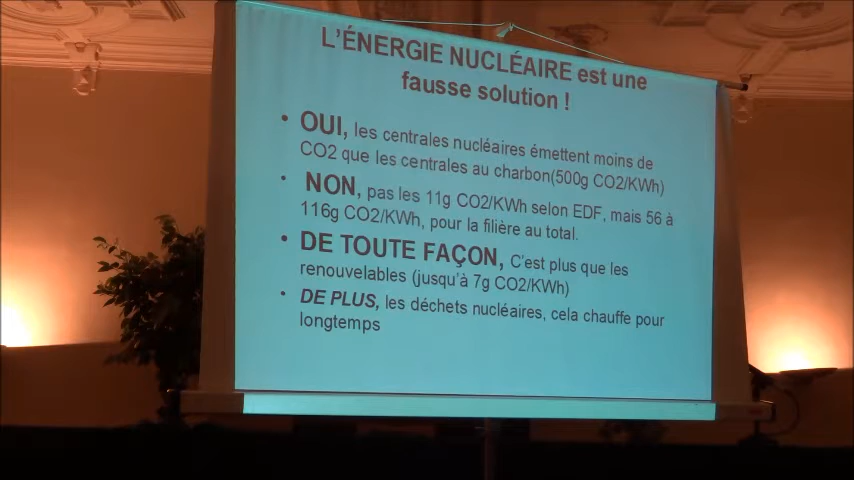 L'ÉNERGIE NUCLÉAIRE est une
fausse solution !
• OUI, les centrales nucléaires émettent moins de
CO2 que les centrales au charbon(500g CO2/KWh)
• NON, pas les 11g CO2/KWh selon EDF, mais 56 à
116g CO2/KWh, pour la filière au total.
• DE TOUTE FAÇON, C'est plus que les
renouvelables (jusqu'à 7g CO2/KWh)
• DE PLUS, les déchets nucléaires, cela chauffe pour
longtemps